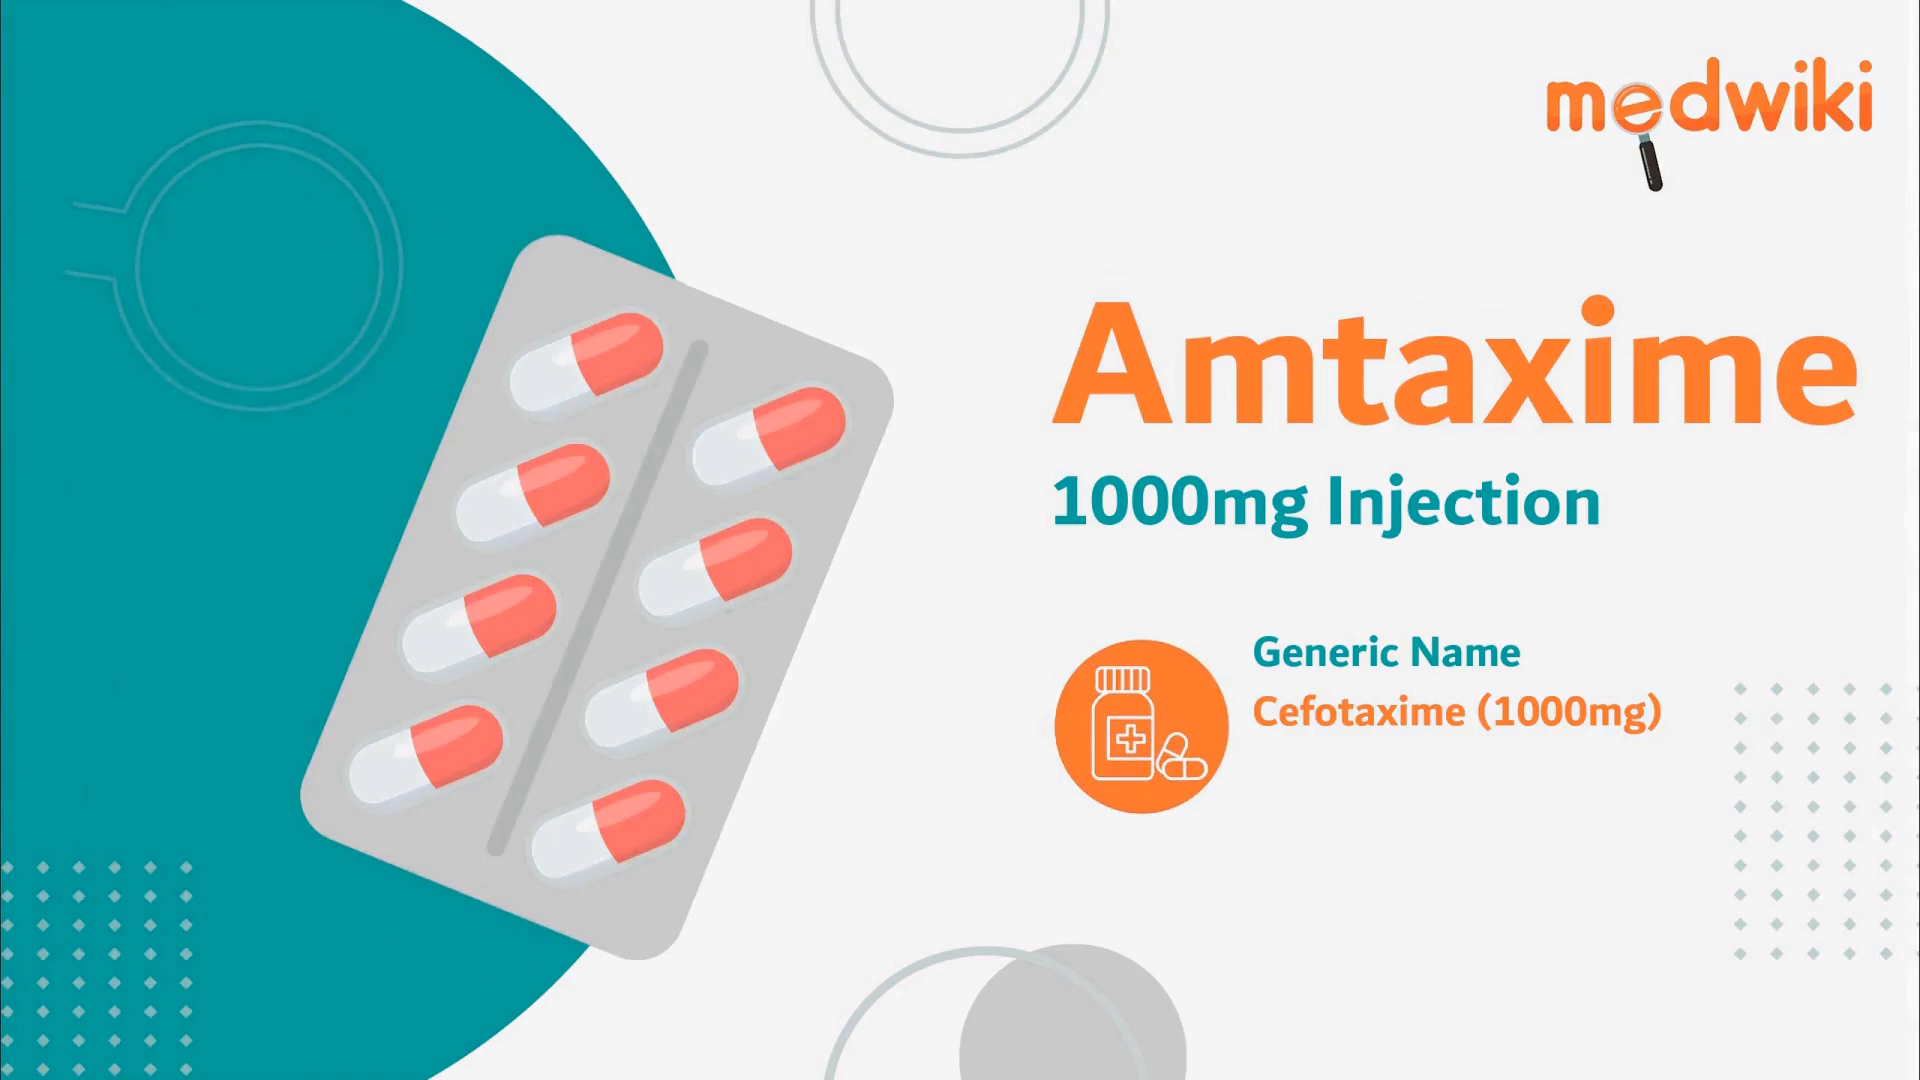 medwiki
Amtaxime
1000mg Injection
Generic Name
Cefotaxime (1000mg)